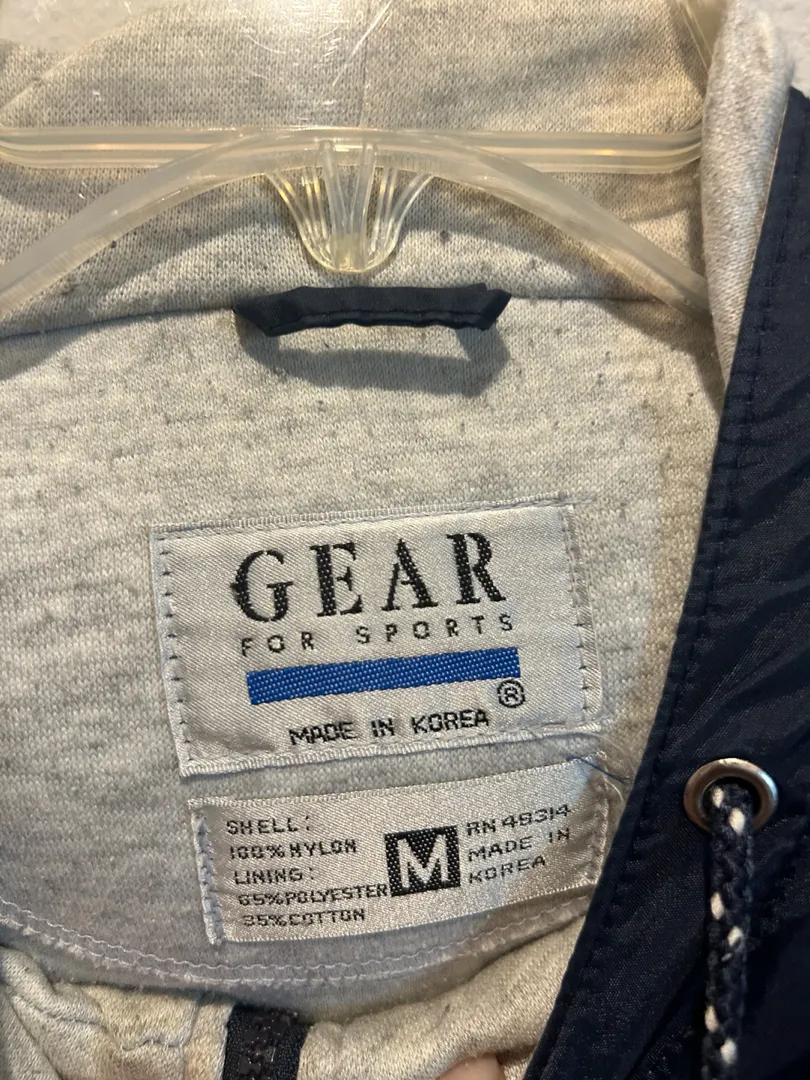 GEAR
FOR SPORTS
®
MADE IN KOREA
SHELL:
100% NYLON
LINING:
65% POLYESTER
35% COTTON
M
RN 49314
MADE IN
KOREA